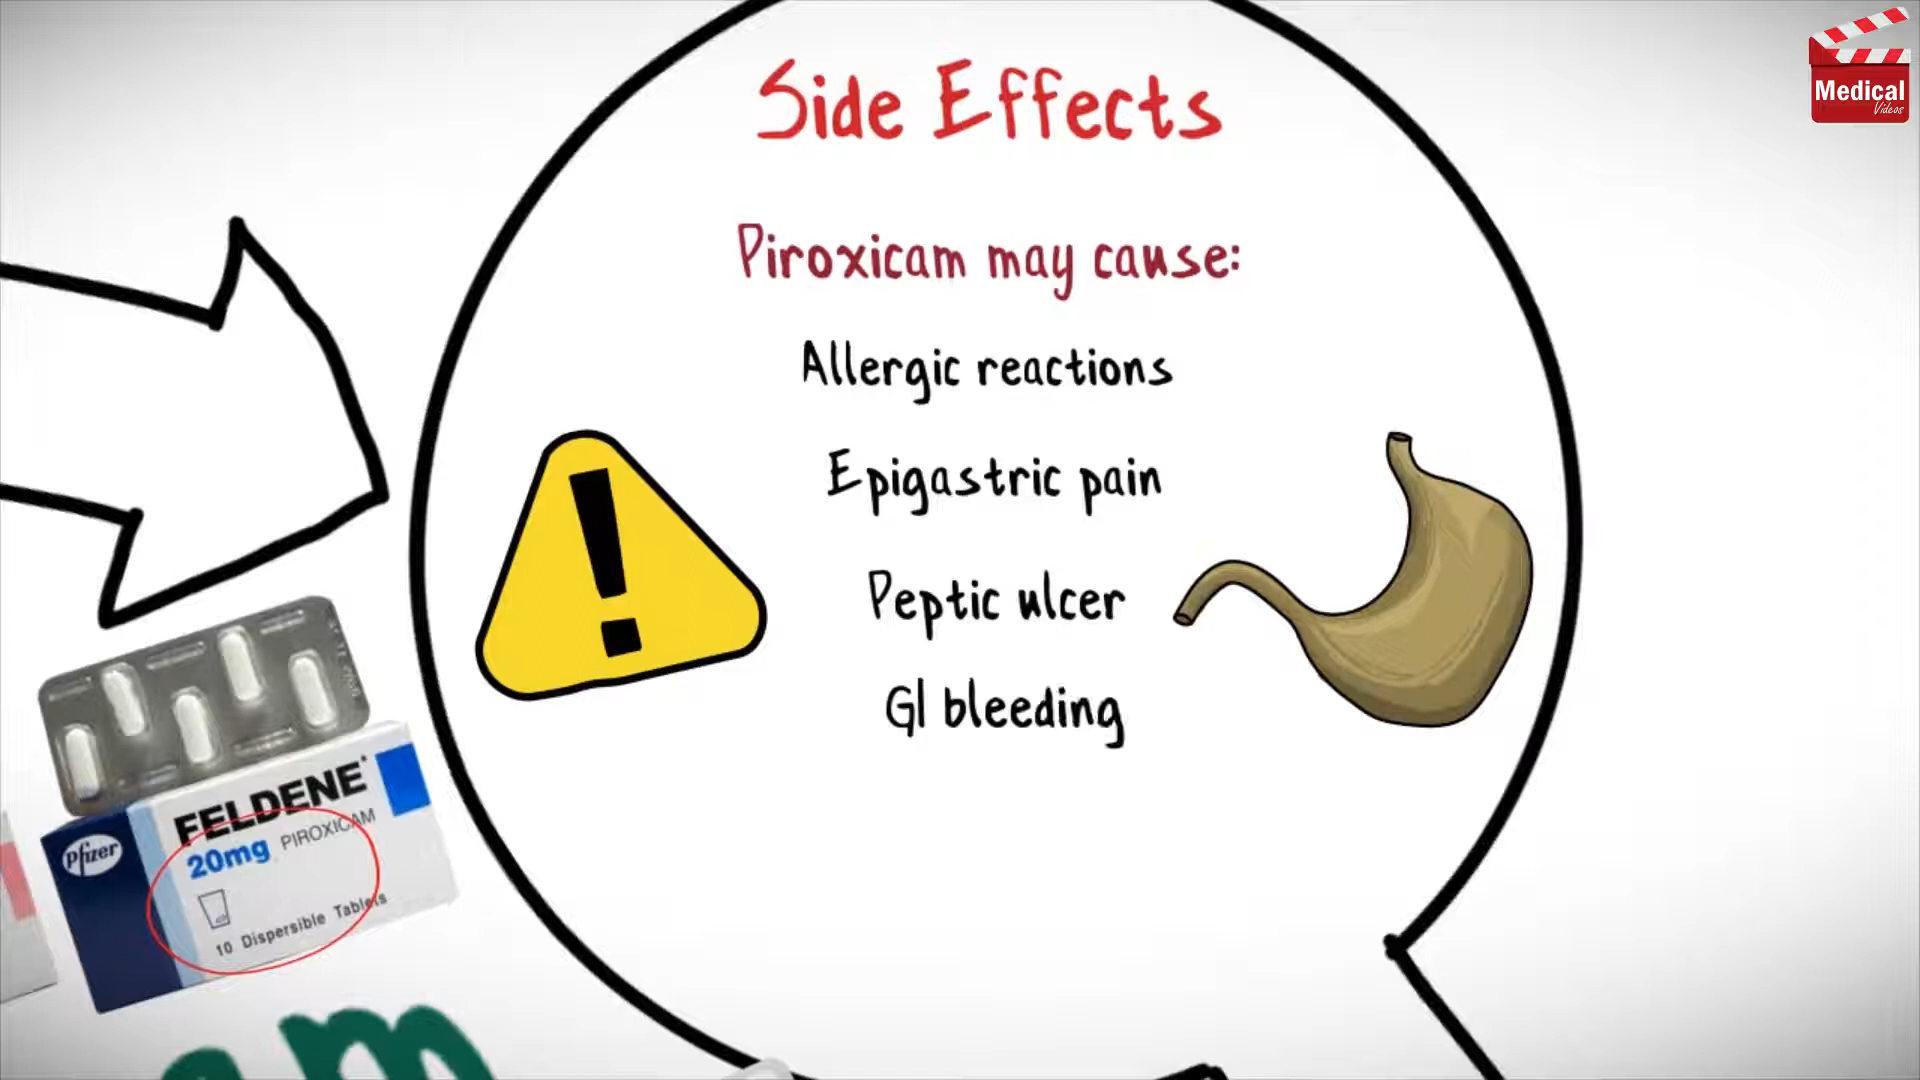 Medical
Videos
Side Effects
Piroxicam may cause:
Allergic reactions
Epigastric pain
Peptic ulcer
GI bleeding
Pfizer
FELDENE
20mg PIROXICAM
10 Dispersible Tablets